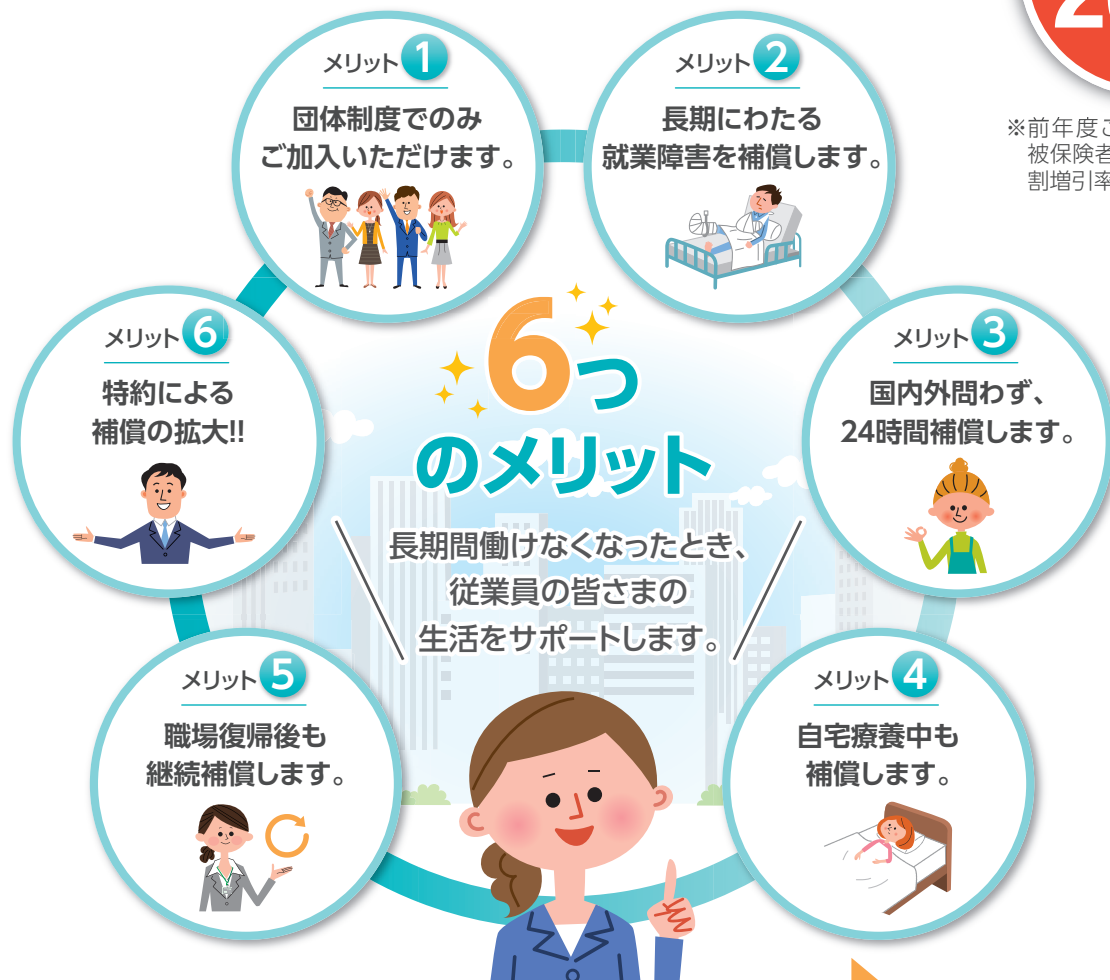 メリット 1
団体制度でのみ
ご加入いただけます。
メリット 2
長期にわたる
就業障害を補償します。
※前年度ご
被保険者
割増引率
メリット 6
特約による
補償の拡大!!
6つ
のメリット
長期間働けなくなったとき、
従業員の皆さまの
生活をサポートします。
メリット 3
国内外問わず、
24時間補償します。
メリット 5
職場復帰後も
継続補償します。
メリット 4
自宅療養中も
補償します。